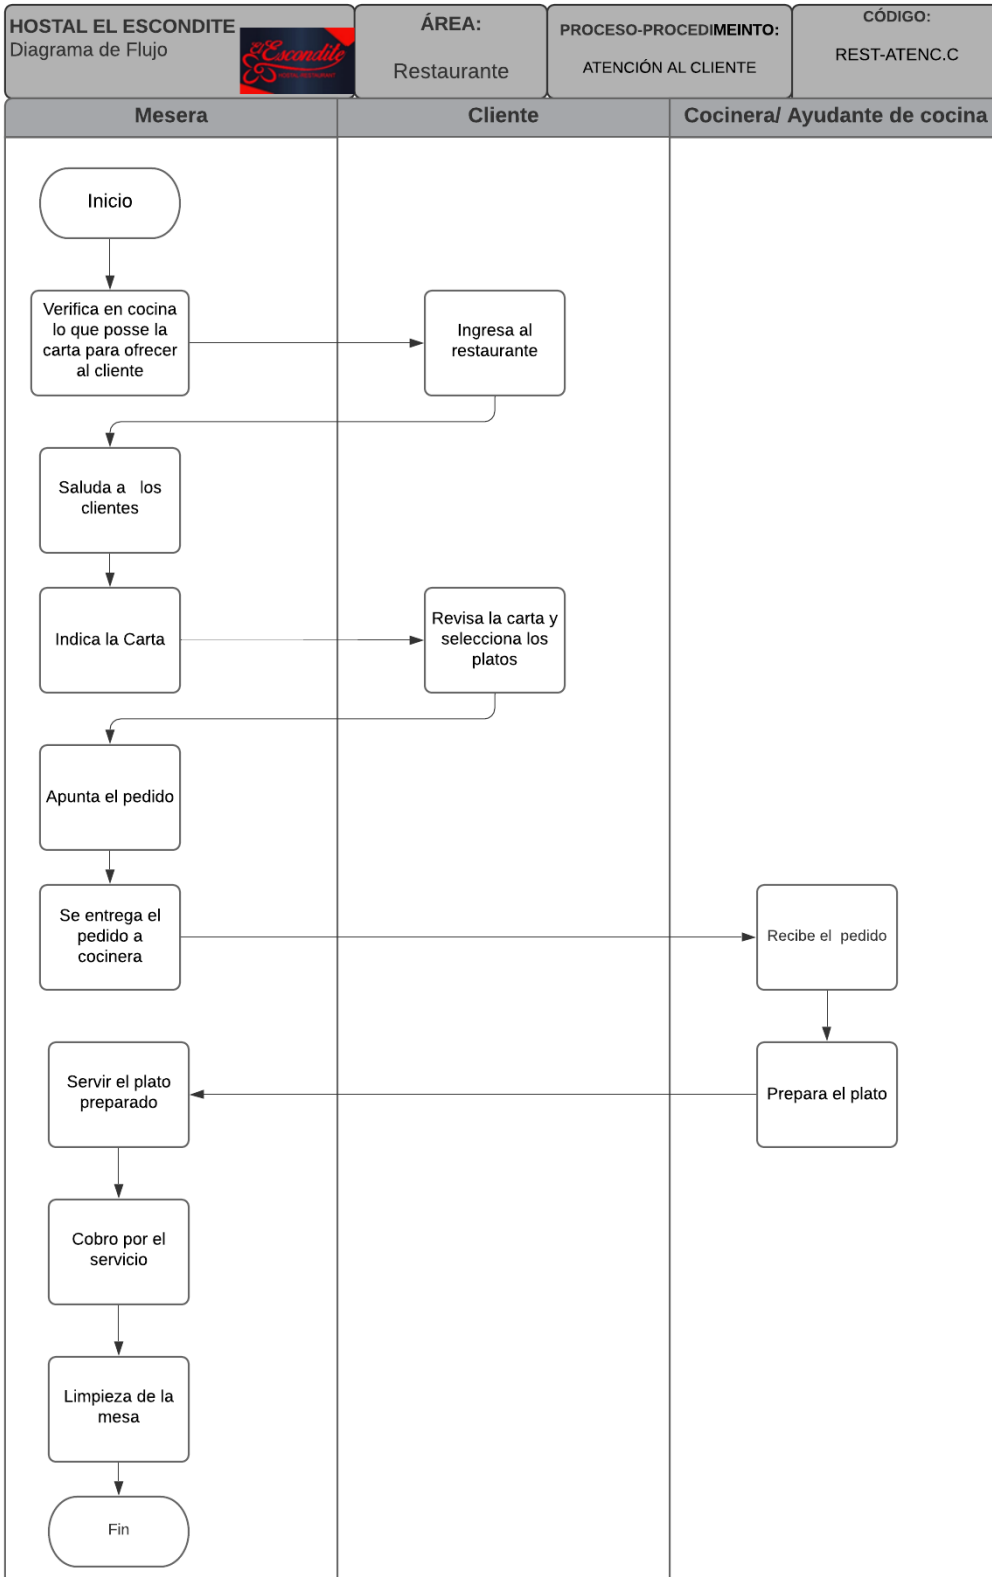 HOSTAL EL ESCONDITE
Diagrama de Flujo
El Escondite
HOSTAL-RESTAURANT
ÁREA:
Restaurante
PROCESO-PROCEDIMEINTO:
ATENCIÓN AL CLIENTE
CÓDIGO:
REST-ATENC.C
Mesera
Cliente
Cocinera/ Ayudante de cocina
Inicio
Verifica en cocina
lo que posse la
carta para ofrecer
al cliente
Ingresa al
restaurante
Saluda a los
clientes
Indica la Carta
Revisa la carta y
selecciona los
platos
Apunta el pedido
Se entrega el
pedido a
cocinera
Recibe el pedido
Prepara el plato
Servir el plato
preparado
Cobro por el
servicio
Limpieza de la
mesa
Fin